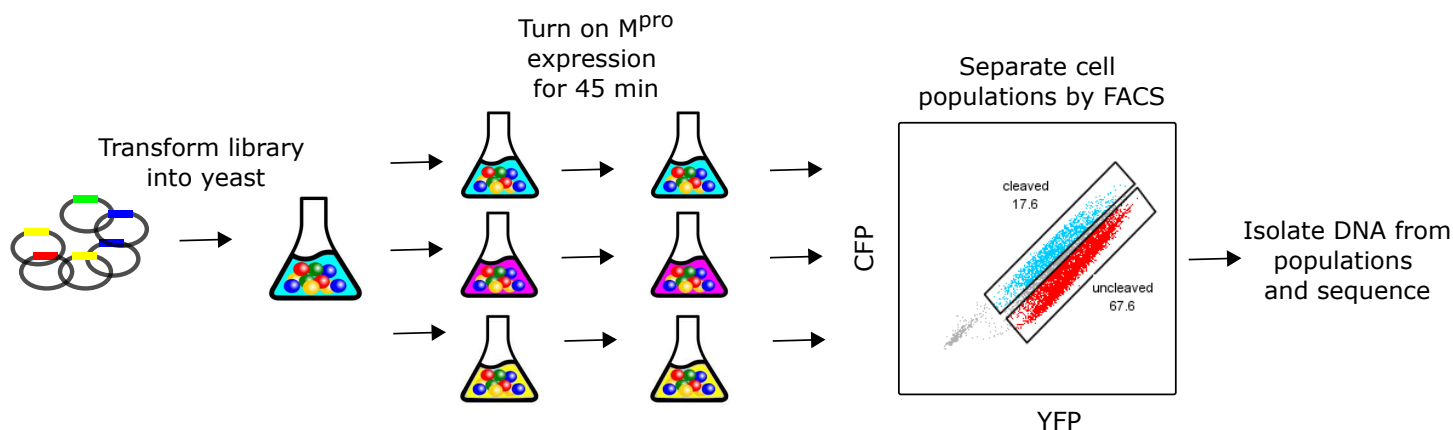 Transform library
into yeast
Turn on Mpro
expression
for 45 min
Separate cell
populations by FACS
CFP
cleaved
17.6
uncleaved
67.6
YFP
Isolate DNA from
populations
and sequence